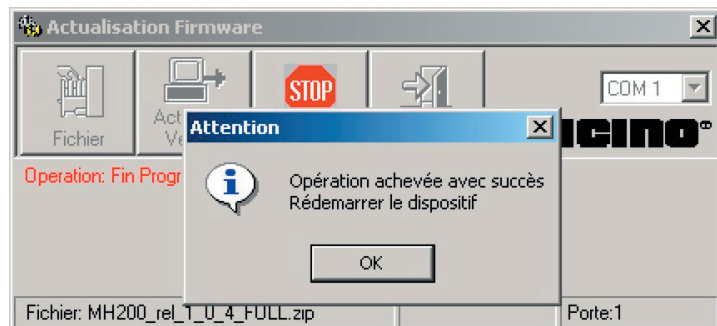 Actualisation Firmware
STOP
COM 1
Fichier
Attention
Operation: Fin
Opération achevée avec succès
Rédemarrer le dispositif
OK
Fichier: MH200_rel_1_0_4_FULL.zip
Porte:1